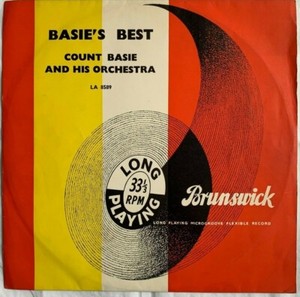 BASIE'S BEST
COUNT BASIE
AND HIS ORCHESTRA
LA 8589
LONG
33⅓
RPM
PLAYING
Brunswick
LONG PLAYING MICROGROOVE FLEXIBLE RECORD